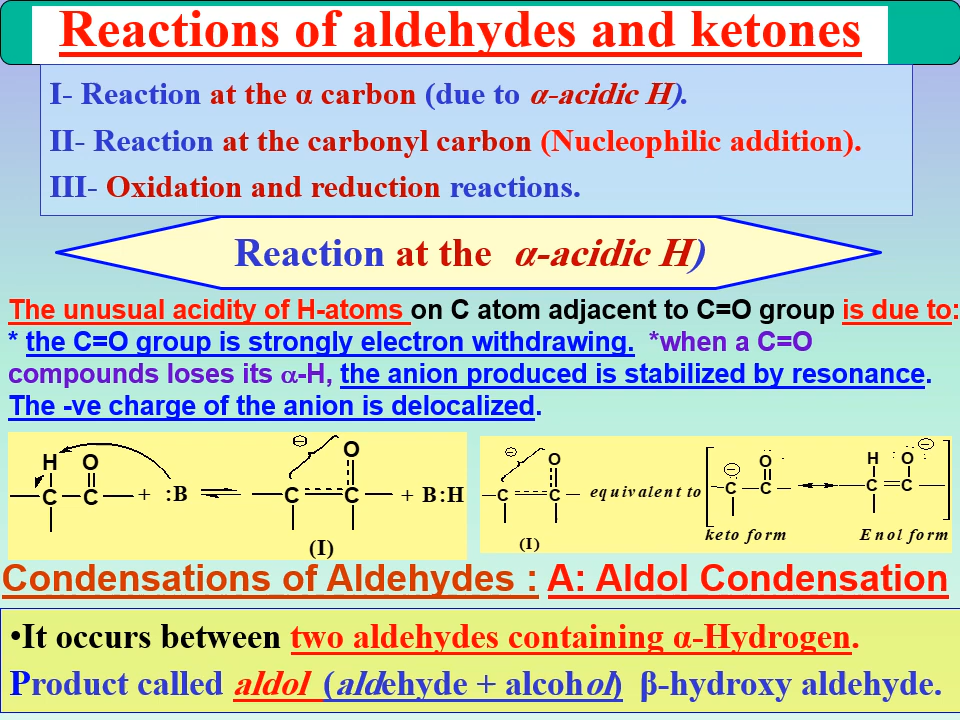 Reactions of aldehydes and ketones
I- Reaction at the α carbon (due to α-acidic H).
II- Reaction at the carbonyl carbon (Nucleophilic addition).
III- Oxidation and reduction reactions.
Reaction at the α-acidic H)
The unusual acidity of H-atoms on C atom adjacent to C=O group is due to:
* the C=O group is strongly electron withdrawing. *when a C=O
compounds loses its α-H, the anion produced is stabilized by resonance.
The -ve charge of the anion is delocalized.
H O
C C + :B
O
C C + B:H
(I)
O
C C
(I)
equivalent to
O
C C
keto form
H O
C C
Enol form
Condensations of Aldehydes : A: Aldol Condensation
•It occurs between two aldehydes containing α-Hydrogen.
Product called aldol (aldehyde + alcohol) β-hydroxy aldehyde.